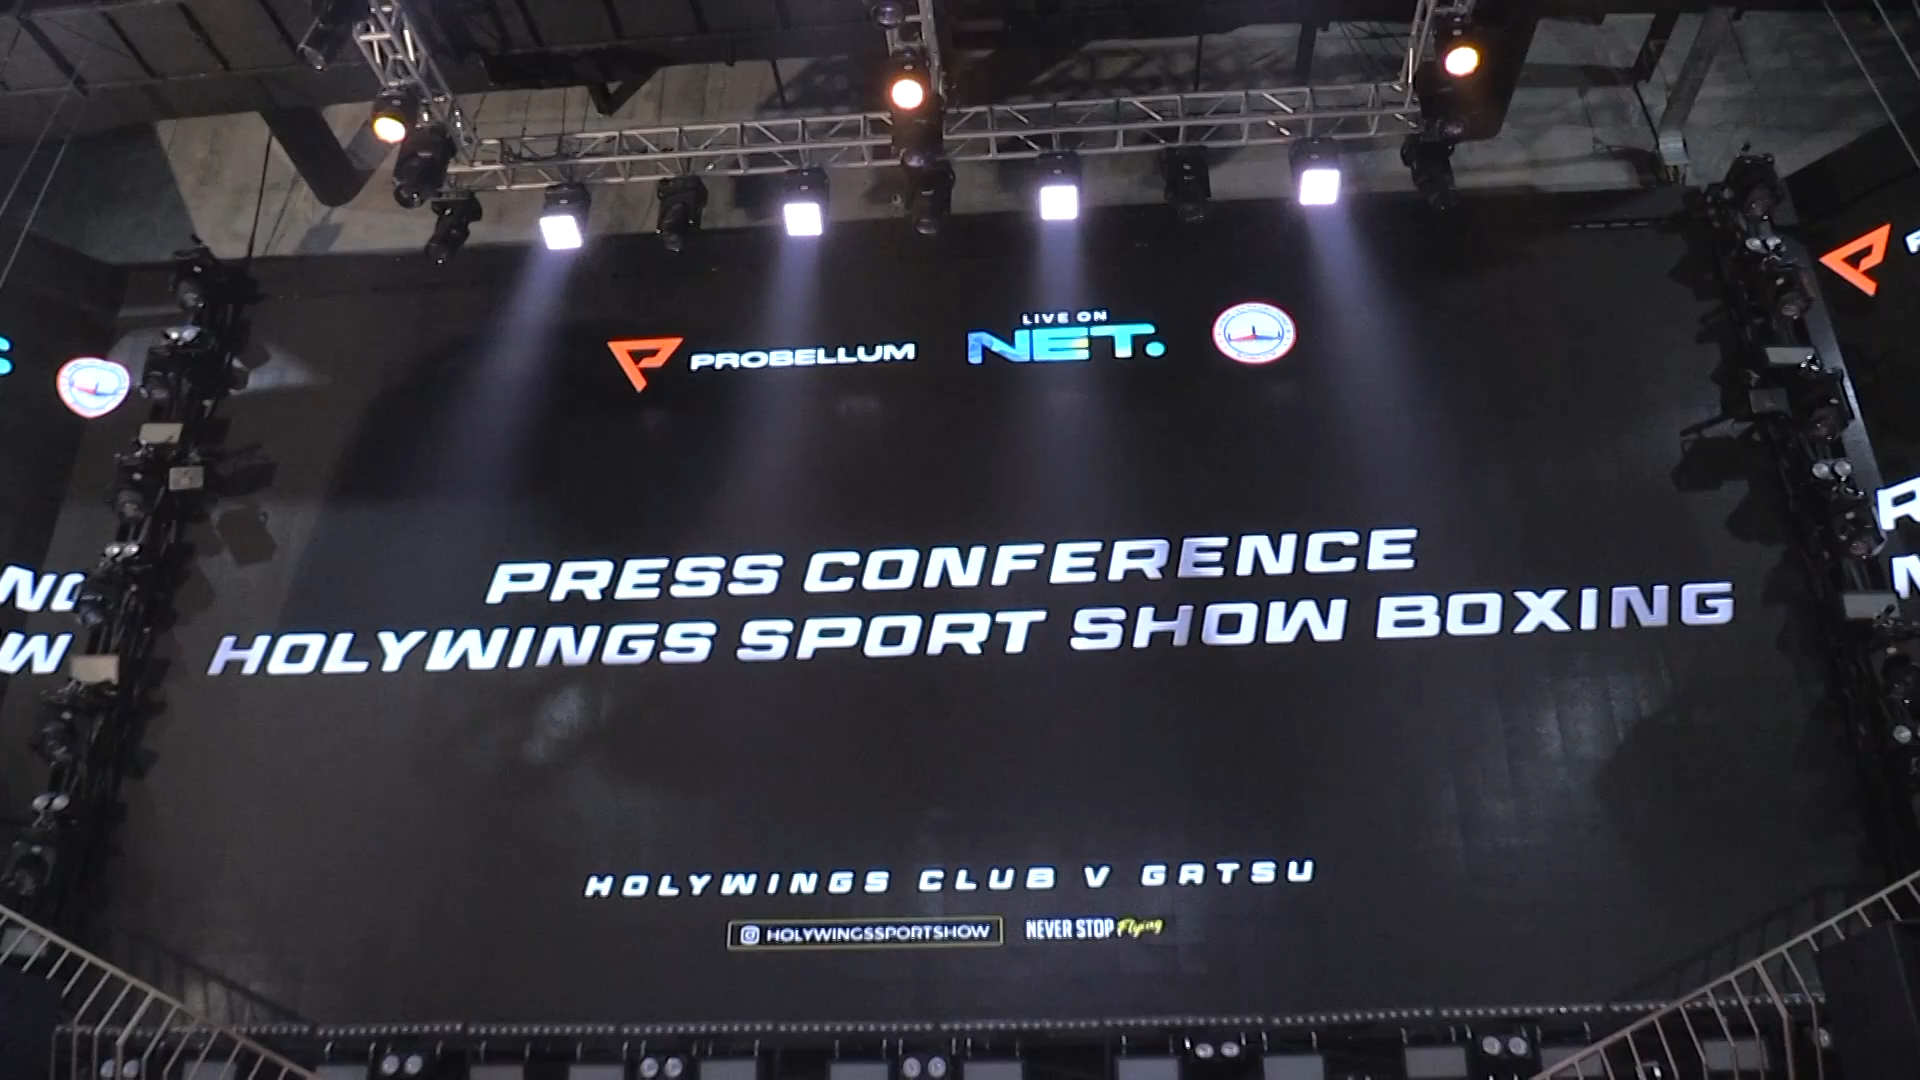 LIVE ON
PROBELLUM NET.
PRESS CONFERENCE
HOLYWINGS SPORT SHOW BOXING
HOLYWINGS CLUB V GATSU
HOLYWINGSSPORTSHOW NEVER STOP Flying